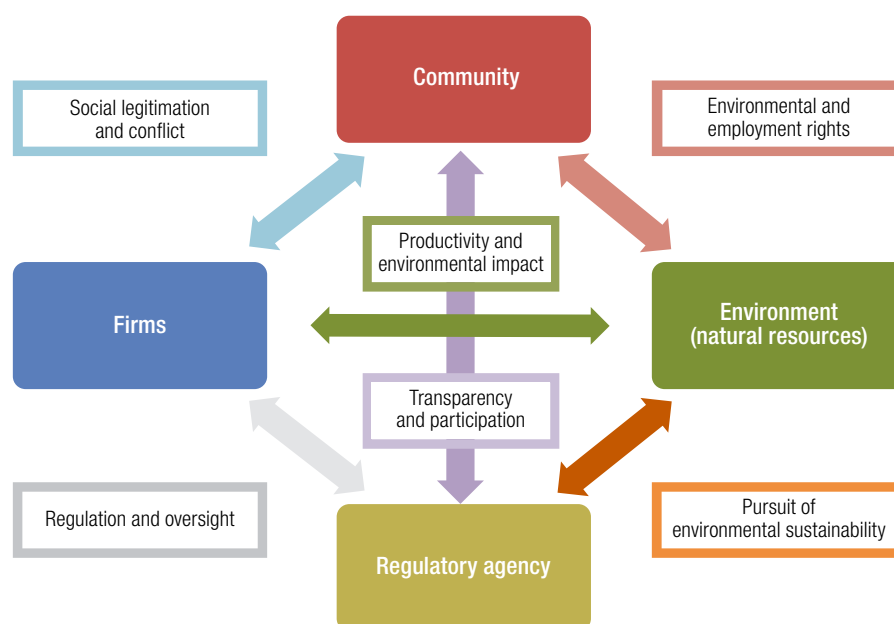 Community
Social legitimation
and conflict
Environmental and
employment rights
Productivity and
environmental impact
Firms
Environment
(natural resources)
Transparency
and participation
Regulation and oversight
Pursuit of
environmental sustainability
Regulatory agency